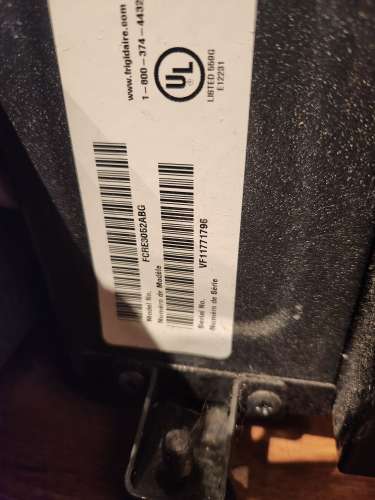 www.frigidaire.com
1-800-374-4432
UL
®
LISTED 559G
E12231
FCRE3052ABG
Model No.
Numéro de Modèle
VF11771796
Serial No.
Numéro de Série